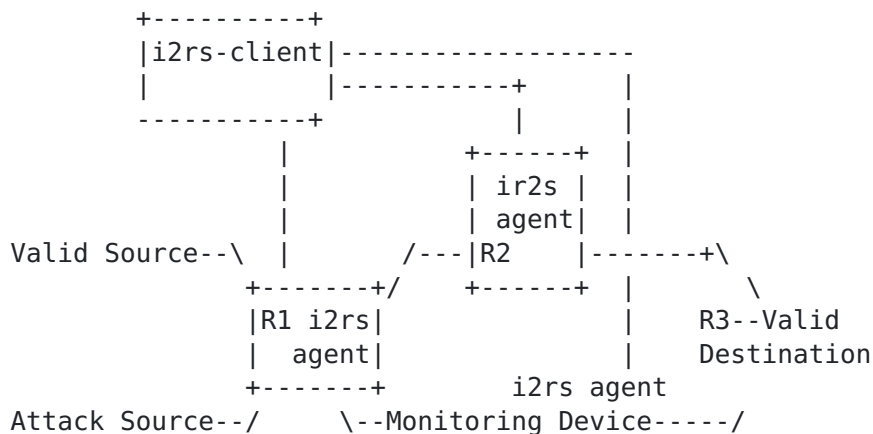 i2rs-client
ir2s
agent
Valid Source--\ /---|R2 |-------+\
R1 i2rs R3--Valid
agent Destination
i2rs agent
Attack Source--/ \--Monitoring Device-----/